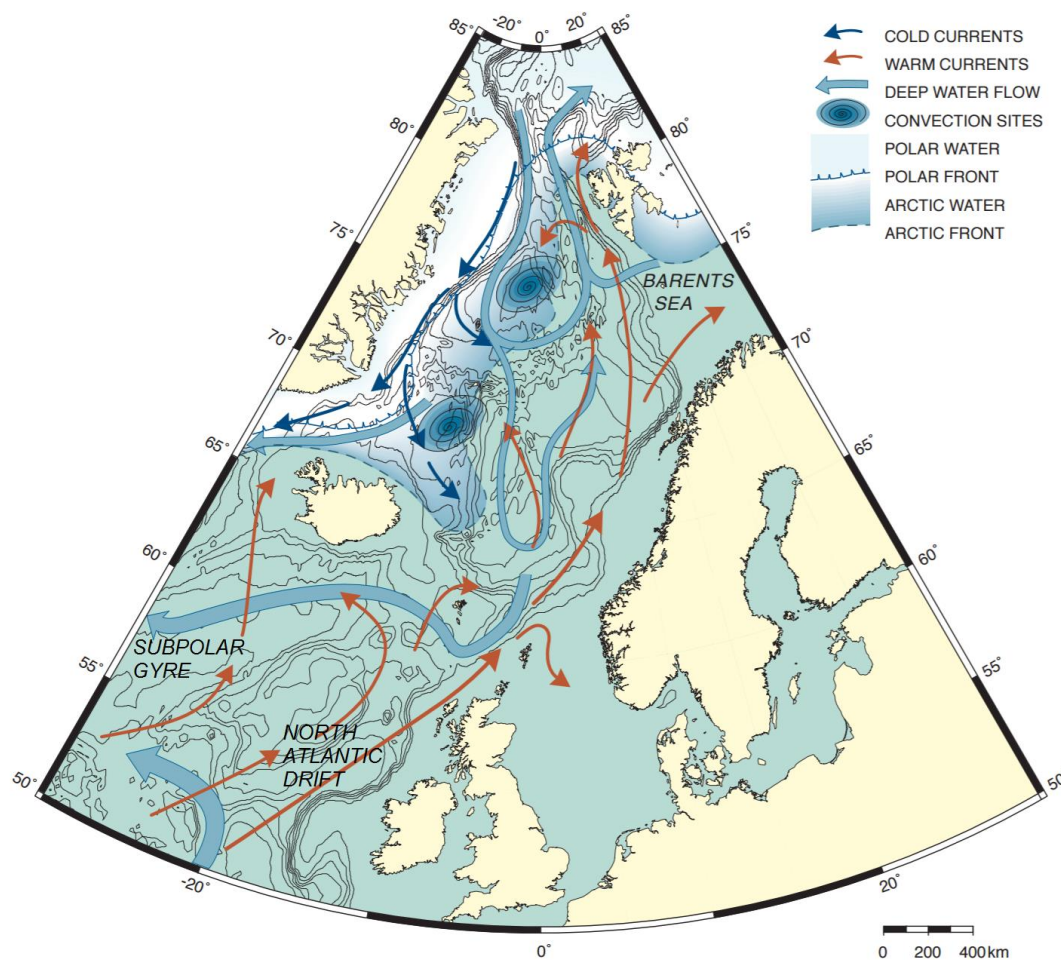 -20° 0° 20°
85° 85°
COLD CURRENTS
WARM CURRENTS
DEEP WATER FLOW
CONVECTION SITES
POLAR WATER
POLAR FRONT
ARCTIC WATER
ARCTIC FRONT
80° 80°
75° 75°
BARENTS
SEA
70° 70°
65° 65°
60° 60°
SUBPOLAR
GYRE
55° 55°
NORTH
ATLANTIC
DRIFT
50° 50
-20° 20°
0°
0 200 400 km